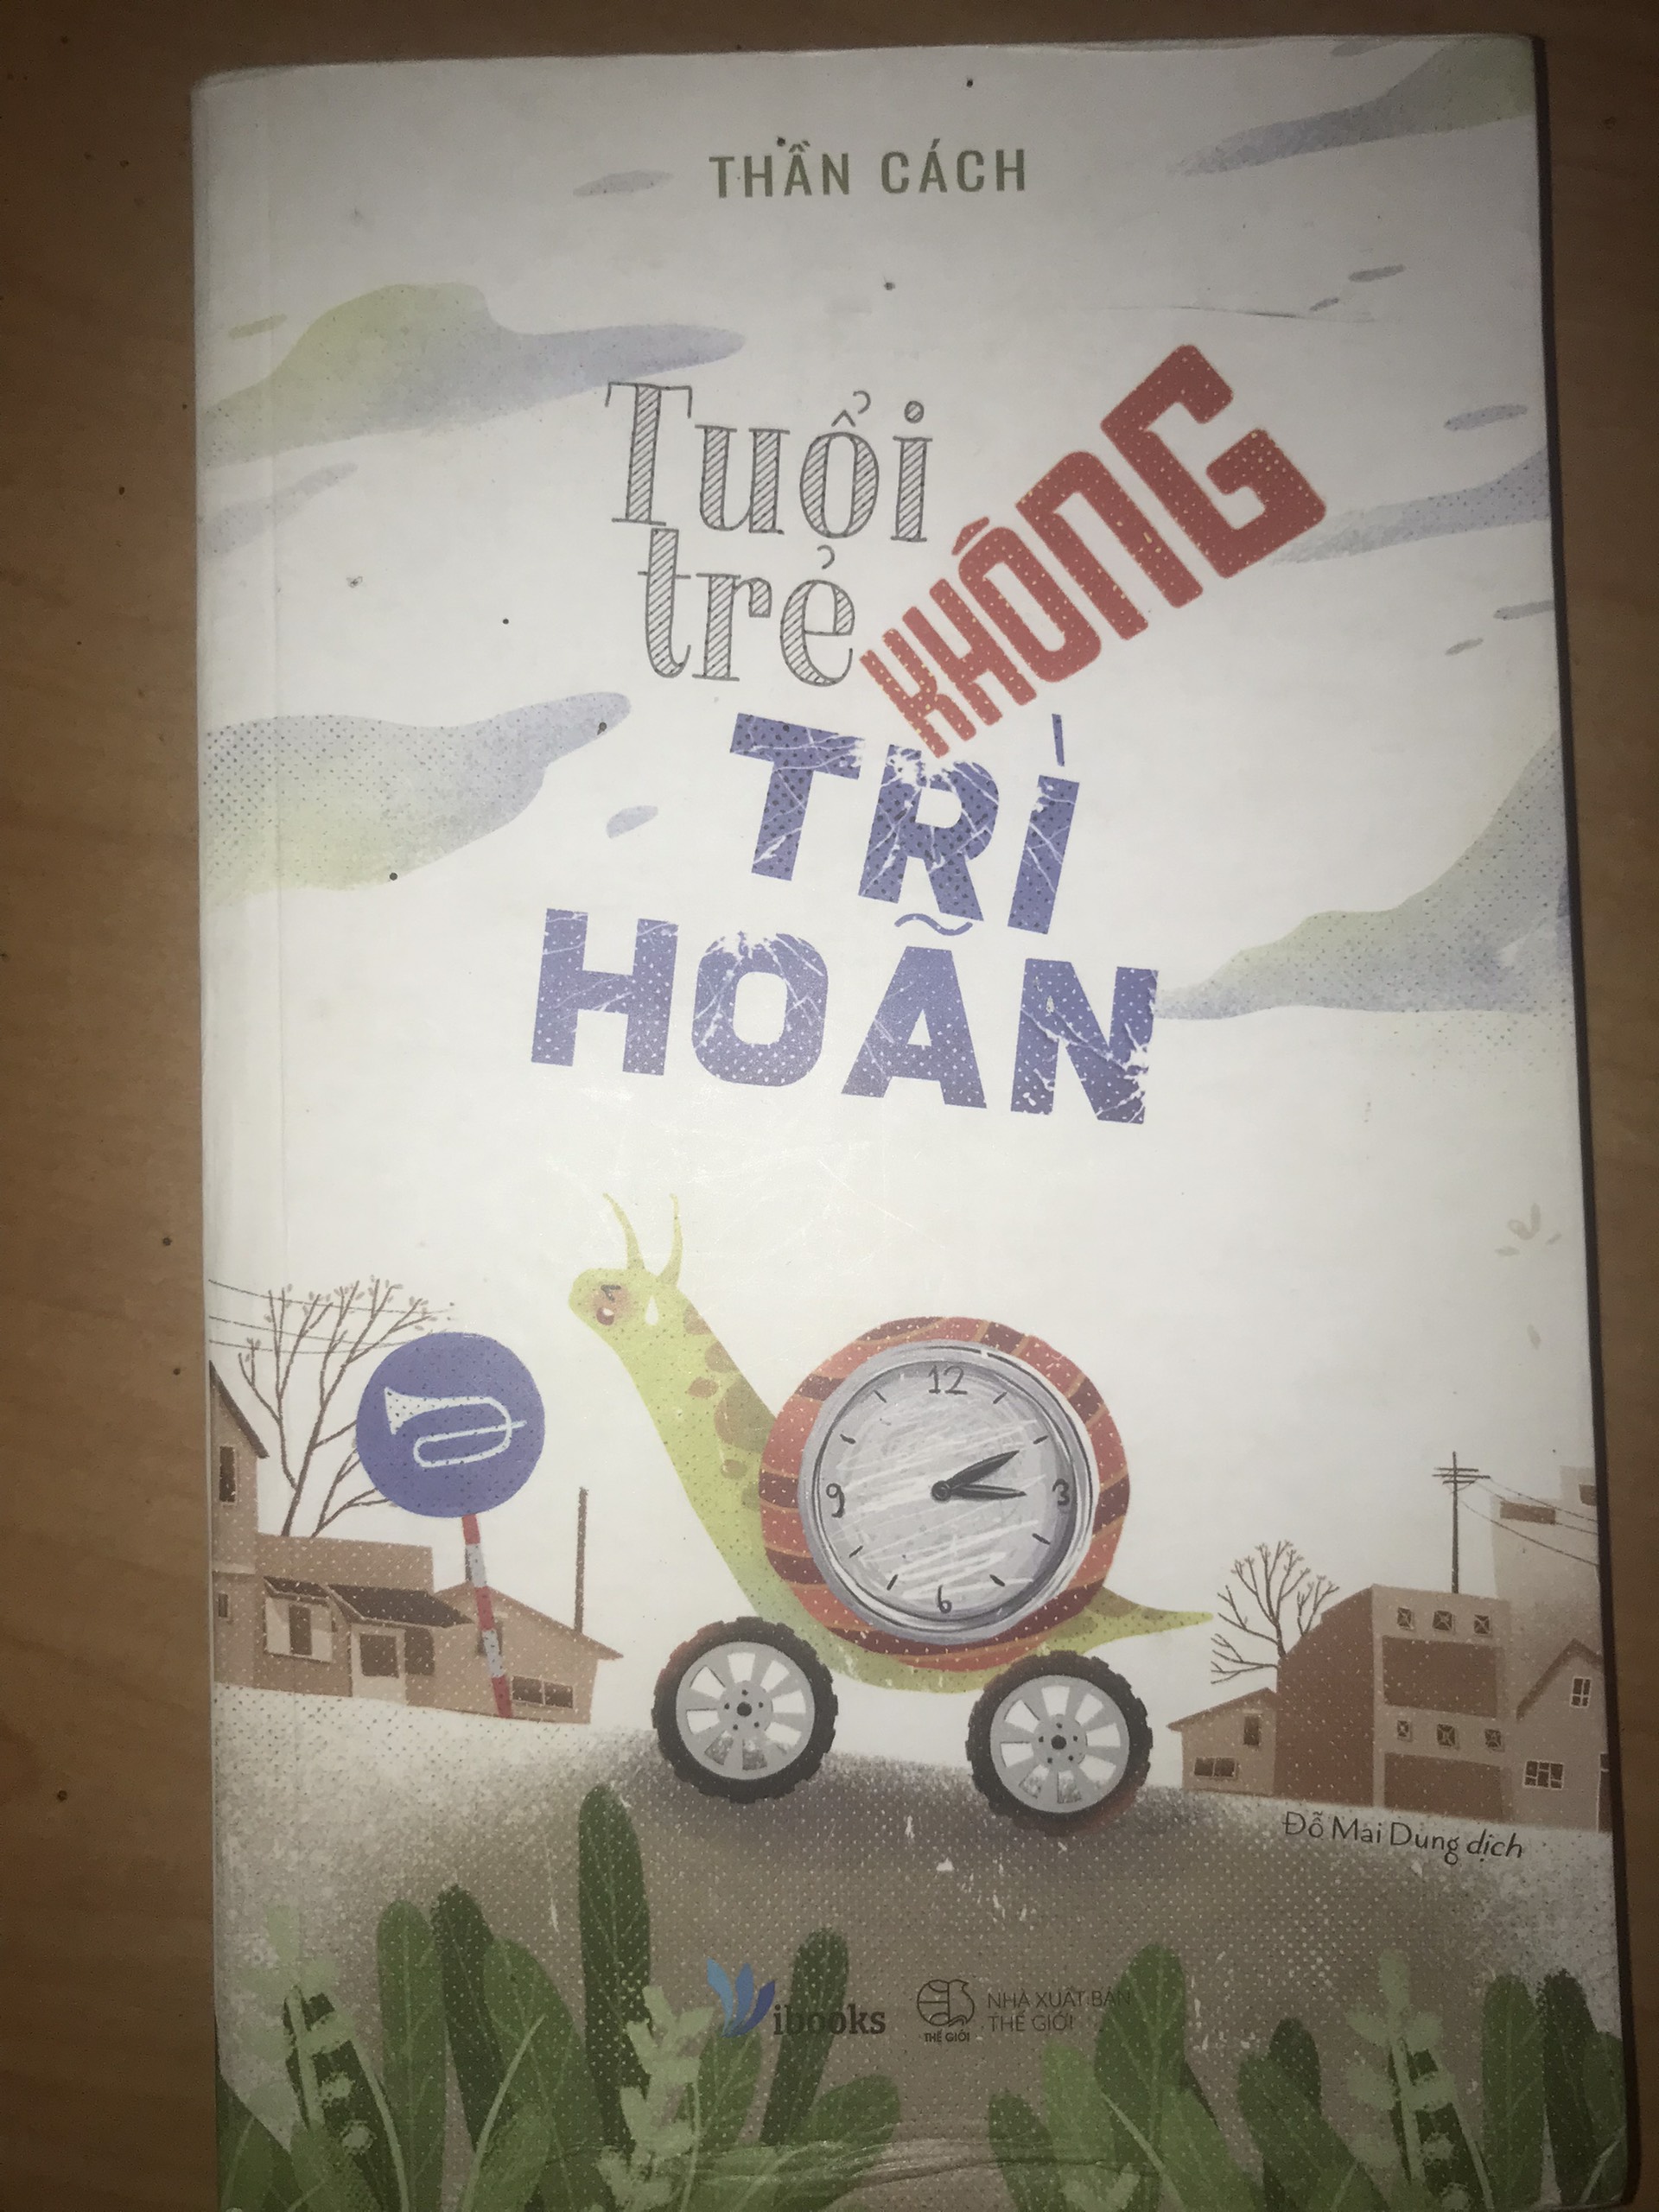 THẦN CÁCH
Tuổi
trẻ
KHÔNG
TRÌ
HOÃN
12
9
3
6
Đỗ Mai Dung dịch
ibooks
THẾ GIỚI
NHÀ XUẤT BẢN
THẾ GIỚI